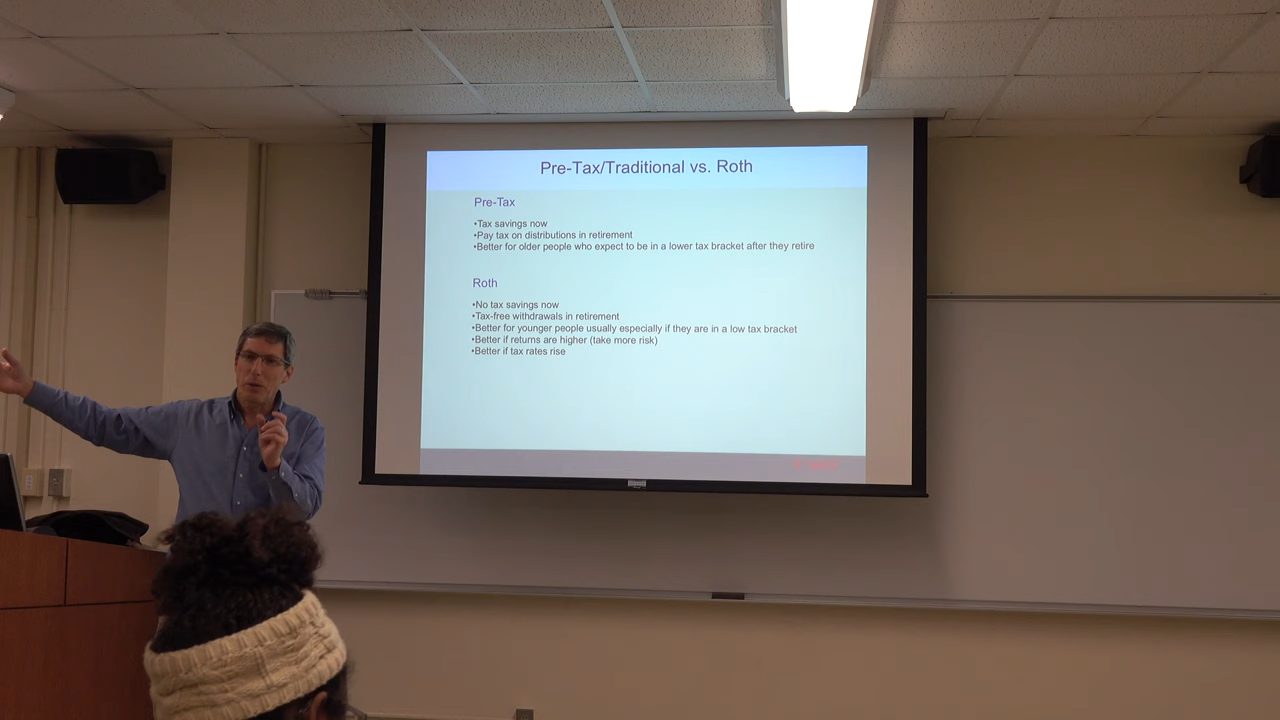 Pre-Tax/Traditional vs. Roth
Pre-Tax
•Tax savings now
•Pay tax on distributions in retirement
•Better for older people who expect to be in a lower tax bracket after they retire
Roth
•No tax savings now
•Tax-free withdrawals in retirement
•Better for younger people usually especially if they are in a low tax bracket
•Better if returns are higher (take more risk)
•Better if tax rates rise